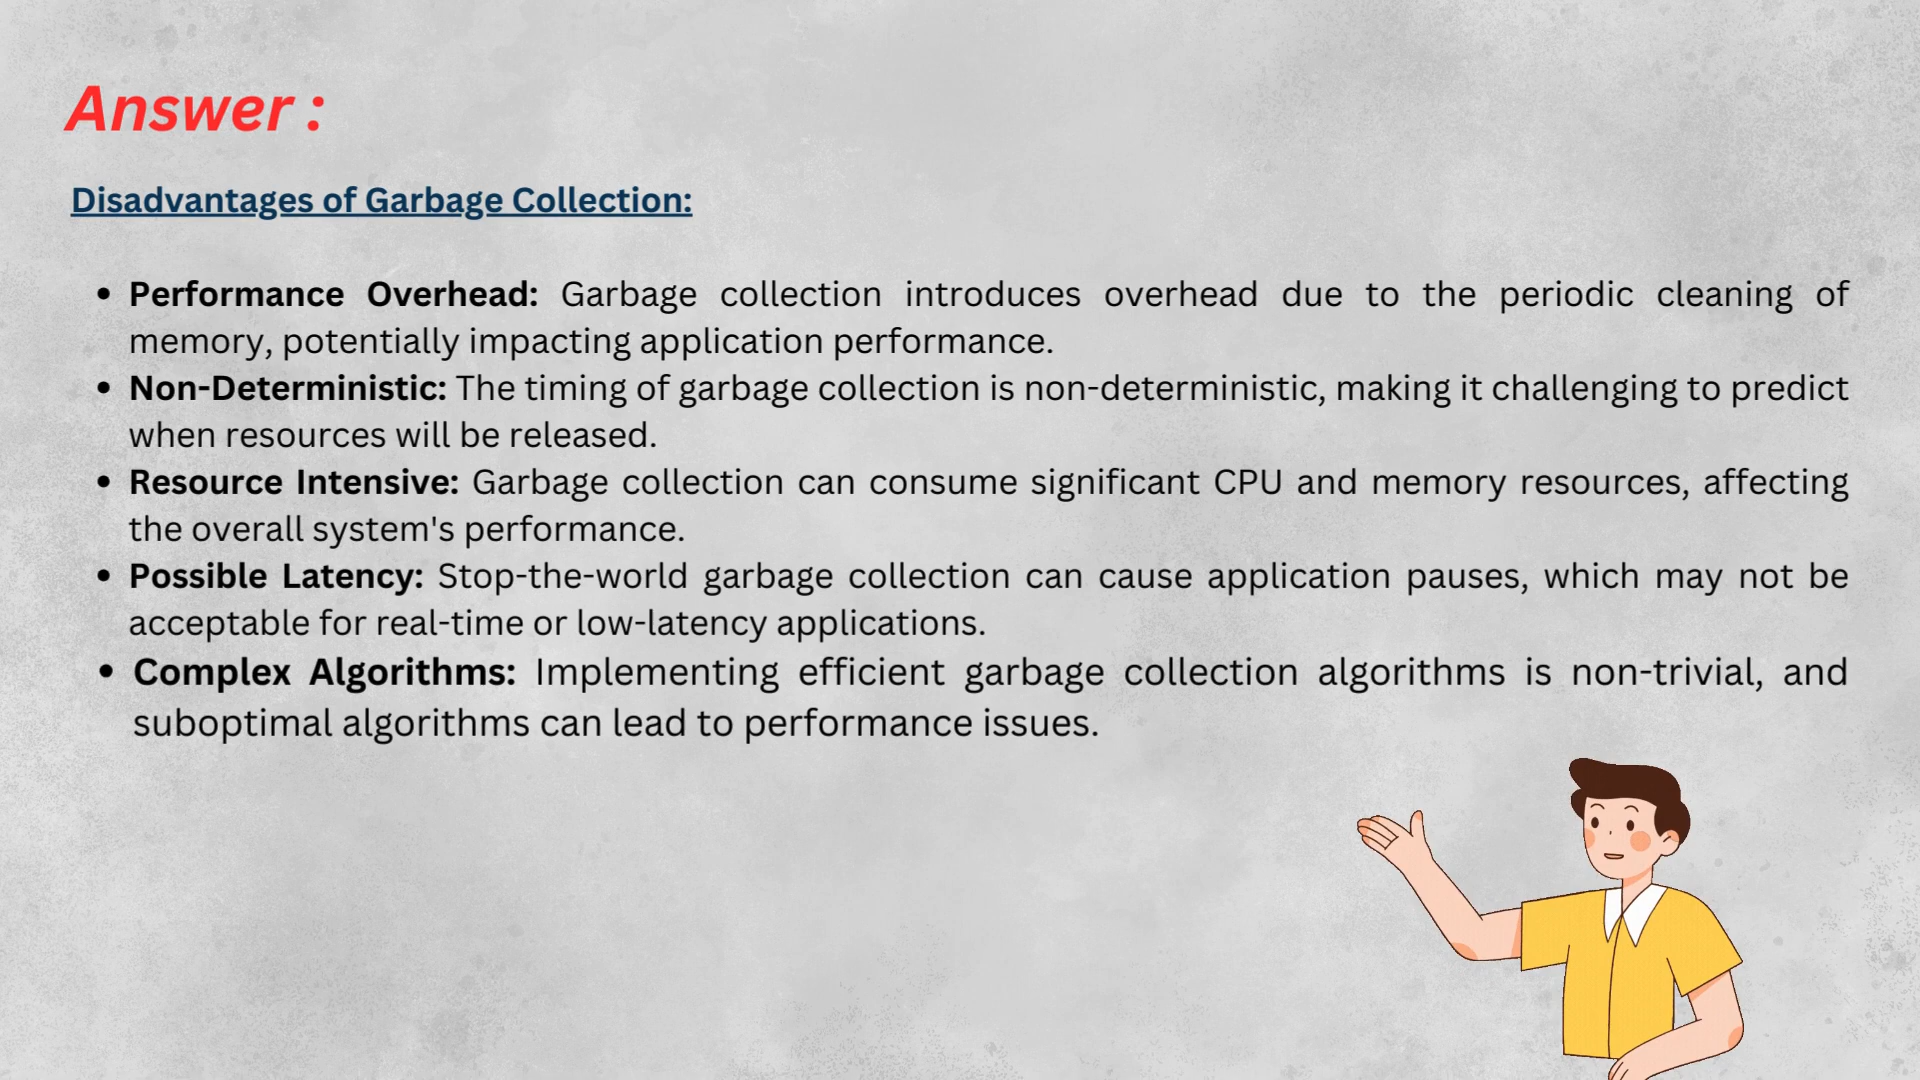 Answer :
Disadvantages of Garbage Collection:
• Performance Overhead: Garbage collection introduces overhead due to the periodic cleaning of
memory, potentially impacting application performance.
• Non-Deterministic: The timing of garbage collection is non-deterministic, making it challenging to predict
when resources will be released.
• Resource Intensive: Garbage collection can consume significant CPU and memory resources, affecting
the overall system's performance.
• Possible Latency: Stop-the-world garbage collection can cause application pauses, which may not be
acceptable for real-time or low-latency applications.
• Complex Algorithms: Implementing efficient garbage collection algorithms is non-trivial, and
suboptimal algorithms can lead to performance issues.